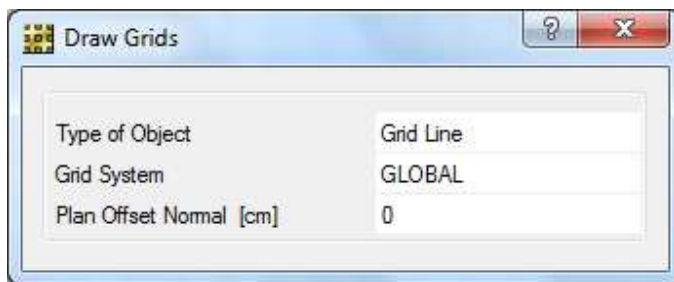 Draw Grids
Type of Object Grid Line
Grid System GLOBAL
Plan Offset Normal [cm] 0